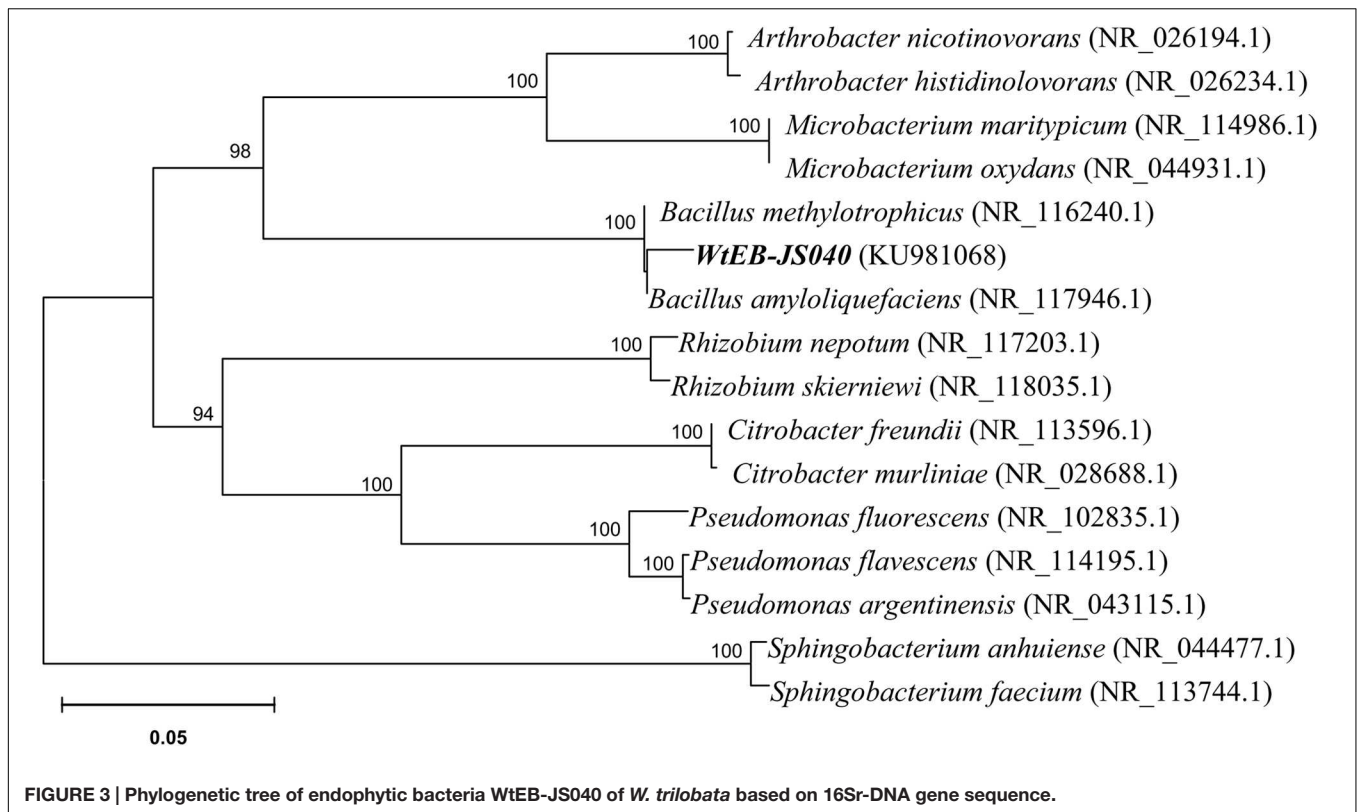 100 Arthrobacter nicotinovorans (NR_026194.1)
Arthrobacter histidinolovorans (NR_026234.1)
100
100 Microbacterium maritypicum (NR_114986.1)
Microbacterium oxydans (NR_044931.1)
98
Bacillus methylotrophicus (NR_116240.1)
100
WtEB-JS040 (KU981068)
Bacillus amyloliquefaciens (NR_117946.1)
100 Rhizobium nepotum (NR_117203.1)
Rhizobium skierniewi (NR_118035.1)
94
100 Citrobacter freundii (NR_113596.1)
Citrobacter murliniae (NR_028688.1)
100
Pseudomonas fluorescens (NR_102835.1)
100
100 Pseudomonas flavescens (NR_114195.1)
Pseudomonas argentinensis (NR_043115.1)
100 Sphingobacterium anhuiense (NR_044477.1)
Sphingobacterium faecium (NR_113744.1)
0.05
FIGURE 3 | Phylogenetic tree of endophytic bacteria WtEB-JS040 of W. trilobata based on 16Sr-DNA gene sequence.